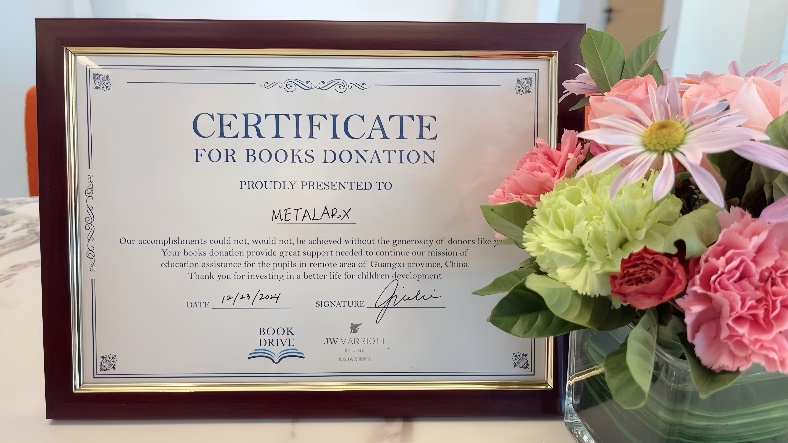 CERTIFICATE
FOR BOOKS DONATION
PROUDLY PRESENTED TO
METALAPX
Our accomplishments could not, would not, be achieved without the generosity of donors like
Your books donation provide great support needed to continue our mission of
education assistance for the pupils in remote area of Guangxi province, China.
Thank you for investing in a better life for children development
DATE 12/23/2024 SIGNATURE
BOOK
DRIVE
JW MARRIOTT